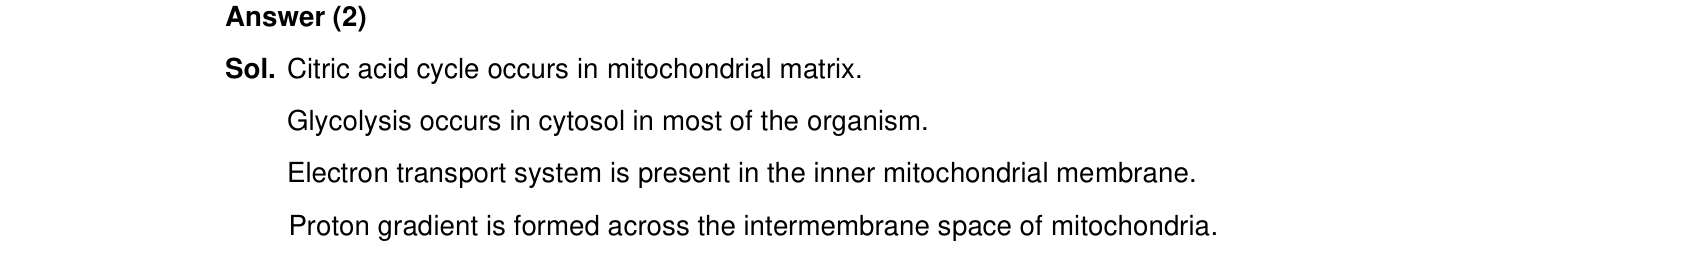 Answer (2)
Sol. Citric acid cycle occurs in mitochondrial matrix.
Glycolysis occurs in cytosol in most of the organism.
Electron transport system is present in the inner mitochondrial membrane.
Proton gradient is formed across the intermembrane space of mitochondria.